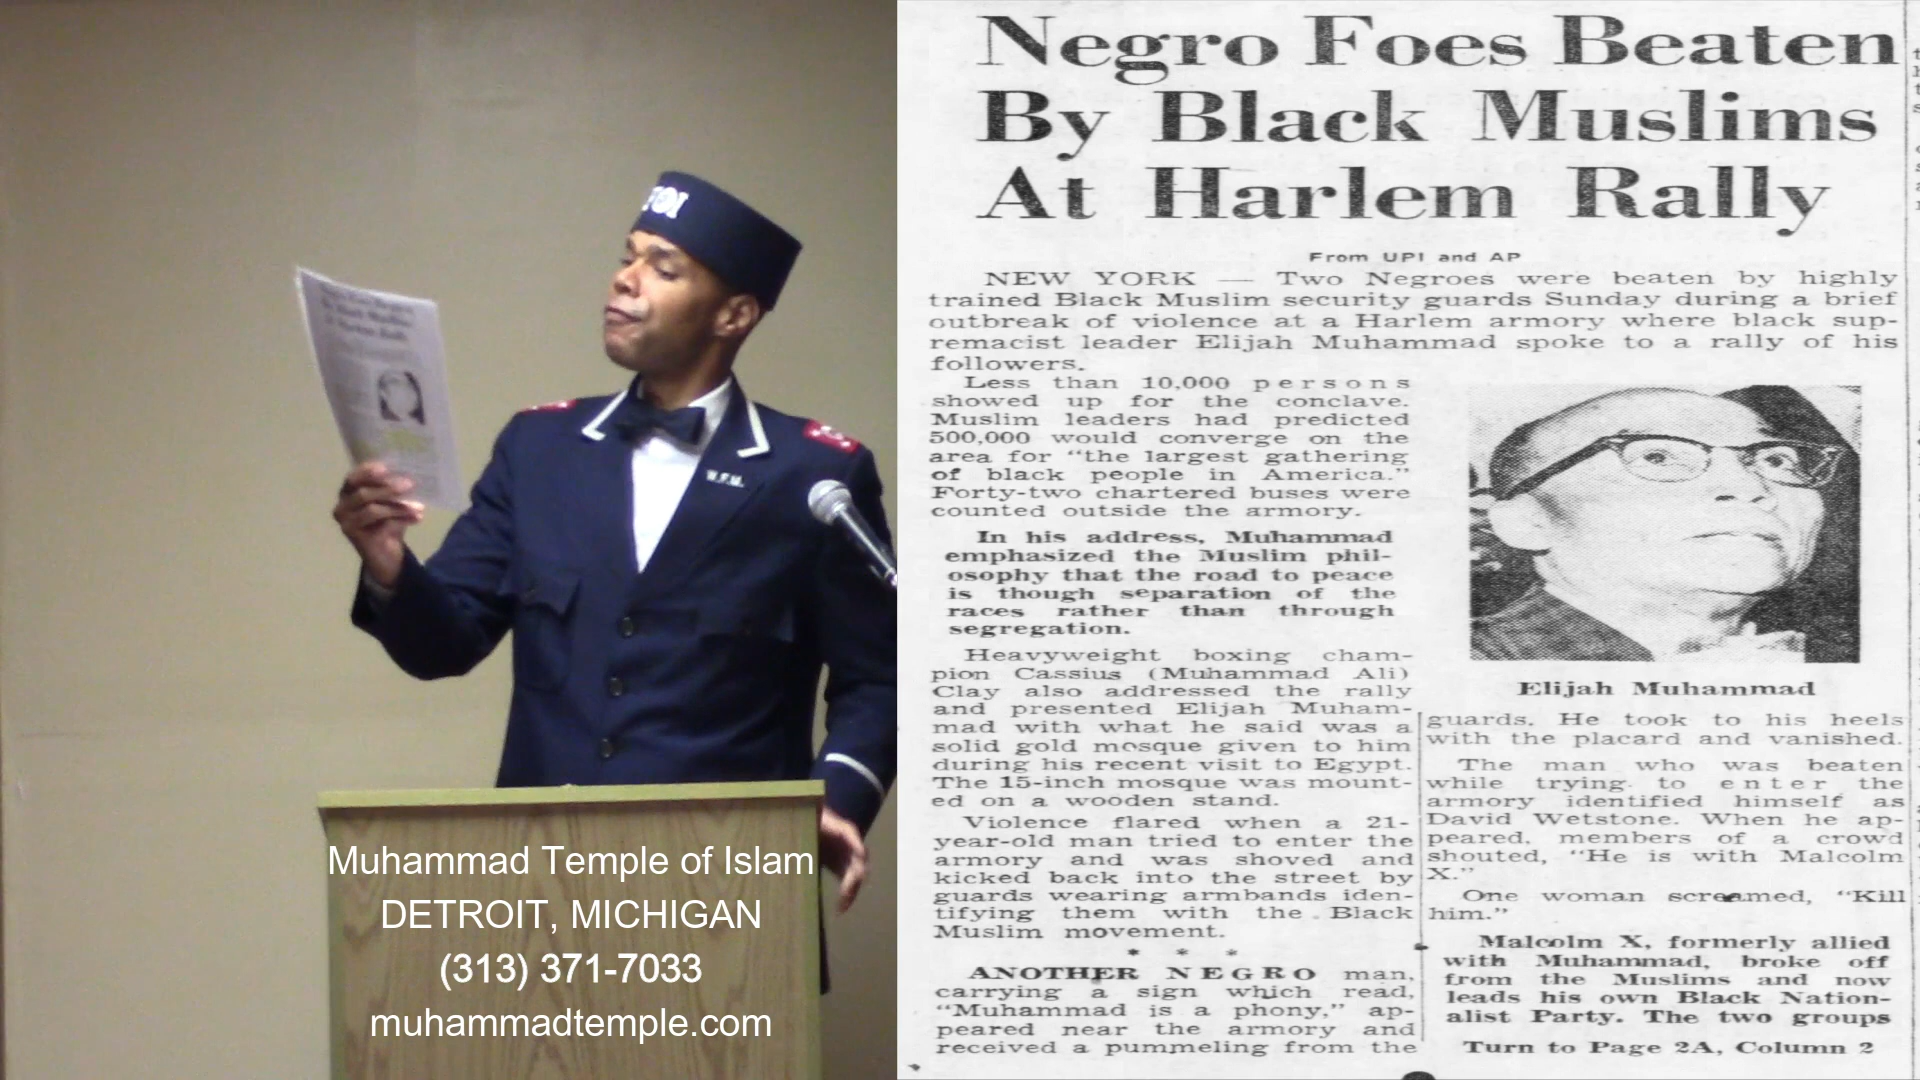 FOI
W.F.M.
Muhammad Temple of Islam
DETROIT, MICHIGAN
(313) 371-7033
muhammadtemple.com
Negro Foes Beaten
By Black Muslims
At Harlem Rally
From UPI and AP
NEW YORK — Two Negroes were beaten by highly
trained Black Muslim security guards Sunday during a brief
outbreak of violence at a Harlem armory where black sup-
remacist leader Elijah Muhammad spoke to a rally of his
followers.
Less than 10,000 persons
showed up for the conclave.
Muslim leaders had predicted
500,000 would converge on the
area for "the largest gathering
of black people in America."
Forty-two chartered buses were
counted outside the armory.
In his address, Muhammad
emphasized the Muslim phil-
osophy that the road to peace
is though separation of the
races rather than through
segregation.
Heavyweight boxing cham-
pion Cassius (Muhammad Ali)
Clay also addressed the rally
and presented Elijah Muham-
mad with what he said was a
solid gold mosque given to him
during his recent visit to Egypt.
The 15-inch mosque was mount-
ed on a wooden stand.
Violence flared when a 21-
year-old man tried to enter the
armory and was shoved and
kicked back into the street by
guards wearing armbands iden-
tifying them with the Black
Muslim movement.
* * *
ANOTHER NEGRO man,
carrying a sign which read,
"Muhammad is a phony," ap-
peared near the armory and
received a pummeling from the
Elijah Muhammad
guards. He took to his heels
with the placard and vanished.
The man who was beaten
while trying to enter the
armory identified himself as
David Wetstone. When he ap-
peared, members of a crowd
shouted, "He is with Malcolm
X."
One woman screamed, "Kill
him."
Malcolm X, formerly allied
with Muhammad, broke off
from the Muslims and now
leads his own Black Nation-
alist Party. The two groups
Turn to Page 2A, Column 2